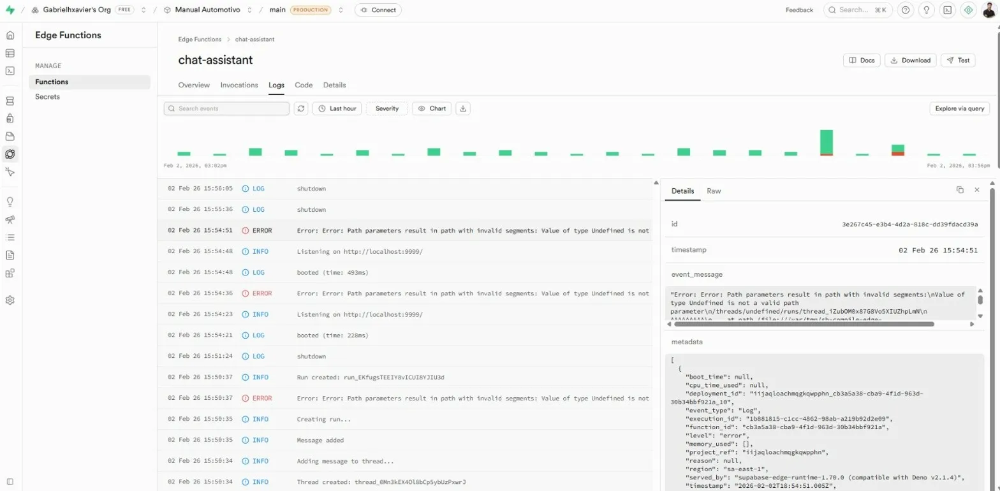 Gabrielhxavier's Org FREE / Manual Automotivo / main PRODUCTION Connect
Feedback Search... ⌘K
Edge Functions
MANAGE
Functions
Secrets
Edge Functions > chat-assistant
chat-assistant
Docs Download Test
Overview Invocations Logs Code Details
Search events Last hour Severity Chart Explore via query
Feb 2, 2026, 03:02pm Feb 2, 2026, 03:56pm
02 Feb 26 15:56:05 LOG shutdown
02 Feb 26 15:55:36 LOG shutdown
02 Feb 26 15:54:51 ERROR Error: Error: Path parameters result in path with invalid segments: Value of type Undefined is not
02 Feb 26 15:54:48 INFO Listening on http://localhost:9999/
02 Feb 26 15:54:48 LOG booted (time: 493ms)
02 Feb 26 15:54:36 ERROR Error: Error: Path parameters result in path with invalid segments: Value of type Undefined is not
02 Feb 26 15:54:23 INFO Listening on http://localhost:9999/
02 Feb 26 15:54:21 LOG booted (time: 228ms)
02 Feb 26 15:51:24 LOG shutdown
02 Feb 26 15:50:37 INFO Run created: run_EKfugsTEEIY8vICUI8YJIU3d
02 Feb 26 15:50:37 ERROR Error: Error: Path parameters result in path with invalid segments: Value of type Undefined is not
02 Feb 26 15:50:35 INFO Creating run...
02 Feb 26 15:50:35 INFO Message added
02 Feb 26 15:50:34 INFO Adding message to thread...
02 Feb 26 15:50:34 INFO Thread created: thread_0Mn3kEX4Ol8bCp5ybUzPxwrJ
Details Raw
id 3e267c45-e3b4-4d2a-818c-dd39fdacd39a
timestamp 02 Feb 26 15:54:51
event_message
"Error: Error: Path parameters result in path with invalid segments:\nValue of
type Undefined is not a valid path
parameter\n/threads/undefined/runs/thread_iZubOM0x87G8Vo5XIUZhpLmN\n
^^^^^^^^^\n    at path (file:///var/tmp/sb-compile-edge-
metadata
[
{
"boot_time": null,
"cpu_time_used": null,
"deployment_id": "iijaqloachmqgkqwpphn_cb3a5a38-cba9-4f1d-963d-
30b34bbf921a_10",
"event_type": "Log",
"execution_id": "1b881815-c1cc-4862-98ab-a219b92d2e09",
"function_id": "cb3a5a38-cba9-4f1d-963d-30b34bbf921a",
"level": "error",
"memory_used": [],
"project_ref": "iijaqloachmqgkqwpphn",
"reason": null,
"region": "sa-east-1",
"served_by": "supabase-edge-runtime-1.70.0 (compatible with Deno v2.1.4)",
"timestamp": "2026-02-02T18:54:51.005Z",